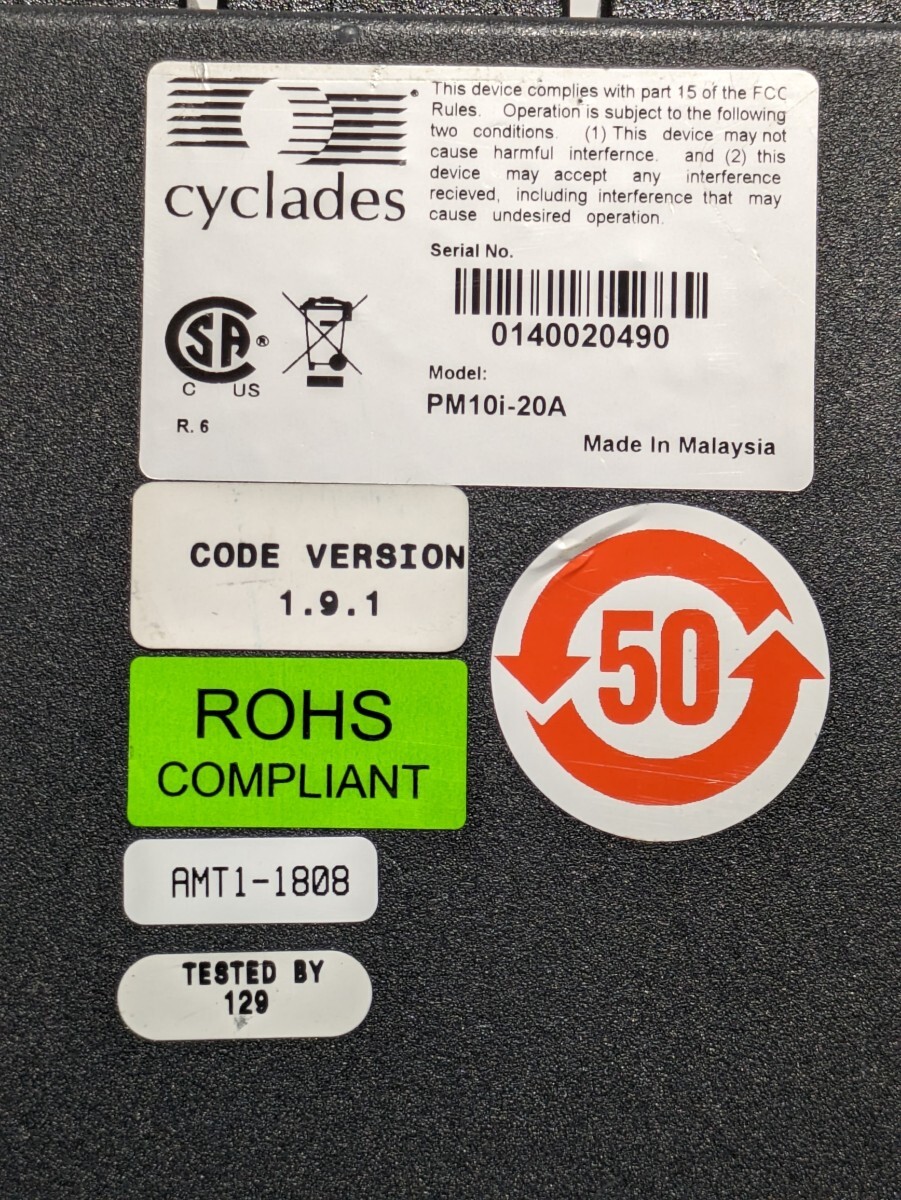 cyclades
This device complies with part 15 of the FCC
Rules. Operation is subject to the following
two conditions. (1) This device may not
cause harmful interfernce. and (2) this
device may accept any interference
recieved, including interference that may
cause undesired operation.
Serial No.
0140020490
Model:
PM10i-20A
Made In Malaysia
CSA®
C US
R. 6
CODE VERSION
1.9.1
50
ROHS
COMPLIANT
AMT1-1808
TESTED BY
129